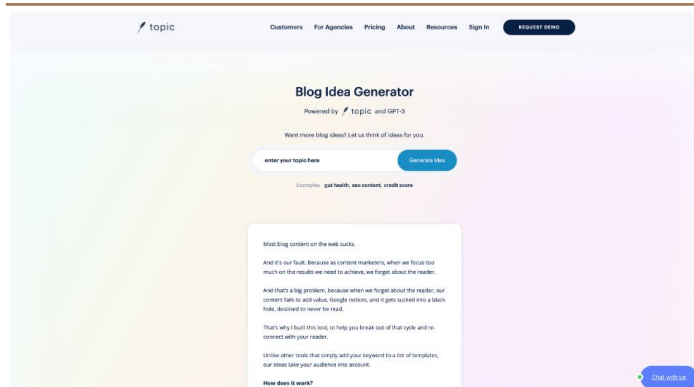 topic
Customers For Agencies Pricing About Resources Sign In REQUEST DEMO
Blog Idea Generator
Powered by topic and GPT-3
Want more blog ideas? Let us think of ideas for you.
enter your topic here Generate Idea
Examples: gut health, seo content, credit score
Most blog content on the web sucks.
And it's our fault. Because as content marketers, when we focus too
much on the results we need to achieve, we forget about the reader.
And that's a big problem, because when we forget about the reader, our
content fails to add value, Google notices, and it gets sucked into a black
hole, destined to never be read.
That's why I built this tool, to help you break out of that cycle and re-
connect with your reader.
Unlike other tools that simply add your keyword to a list of templates,
our ideas take your audience into account.
How does it work?
Chat with us